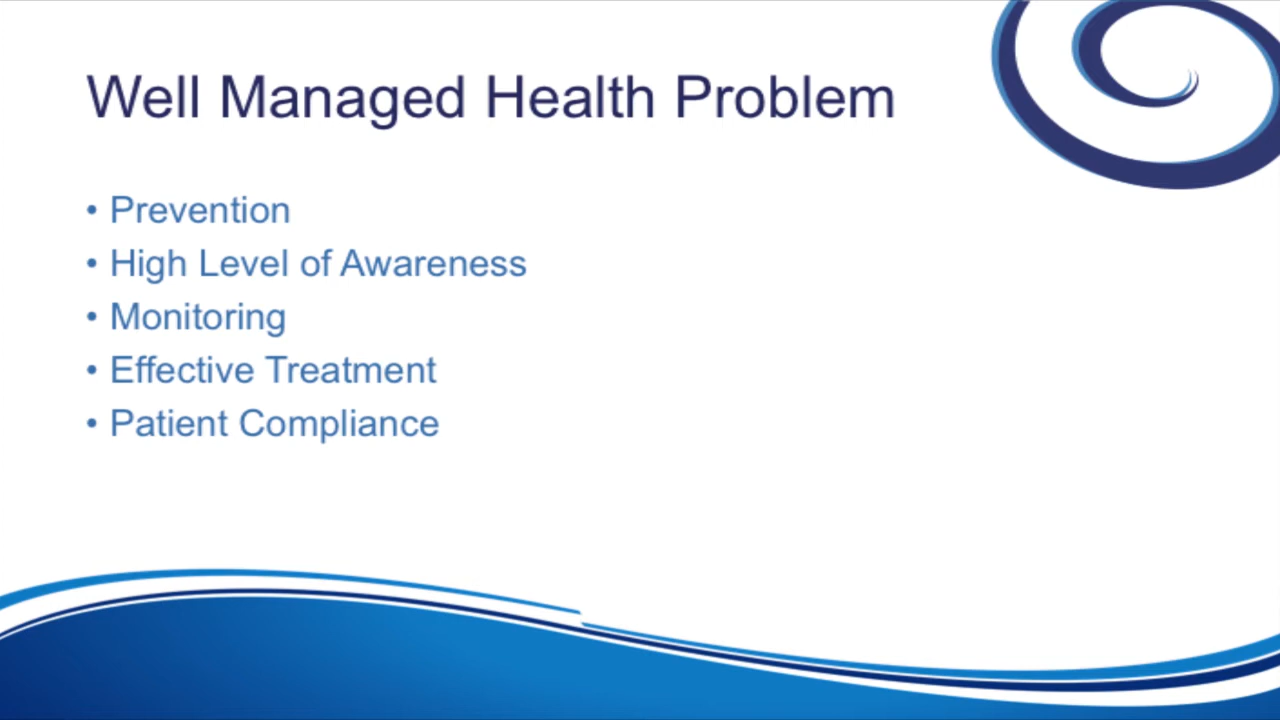 Well Managed Health Problem
• Prevention
• High Level of Awareness
• Monitoring
• Effective Treatment
• Patient Compliance